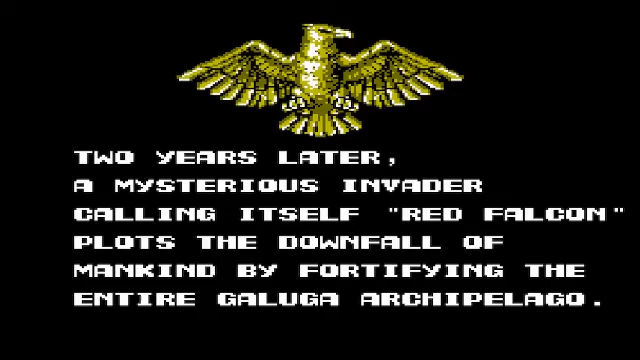 TWO YEARS LATER,
A MYSTERIOUS INVADER
CALLING ITSELF "RED FALCON"
PLOTS THE DOWNFALL OF
MANKIND BY FORTIFYING THE
ENTIRE GALUGA ARCHIPELAGO.